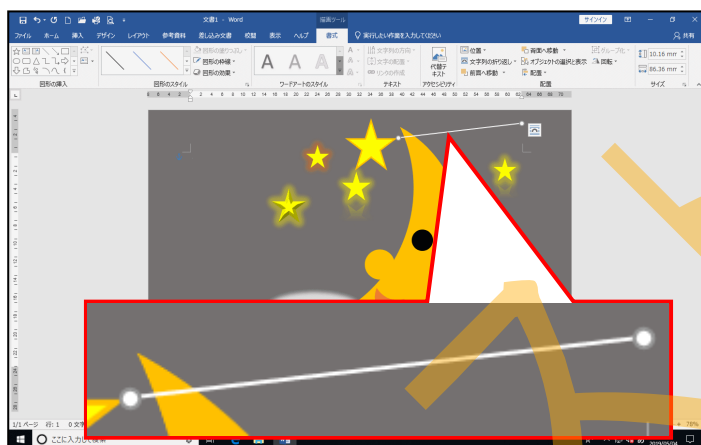 文書1 - Word
描画ツール
サインイン
ファイル ホーム 挿入 デザイン レイアウト 参考資料 差し込み文書 校閲 表示 ヘルプ 書式 実行したい作業を入力してください 共有
図形の塗りつぶし
図形の枠線
図形の効果
文字列の方向
文字の配置
リンクの作成
代替テキスト
位置
文字列の折り返し
前面へ移動
背面へ移動
オブジェクトの選択と表示
配置
グループ化
回転
10.16 mm
86.36 mm
図形の挿入 図形のスタイル ワードアートのスタイル テキスト アクセシビリティ 配置 サイズ
1/1 ページ 行: 1
78%
ここに入力して検索
2019/05/04